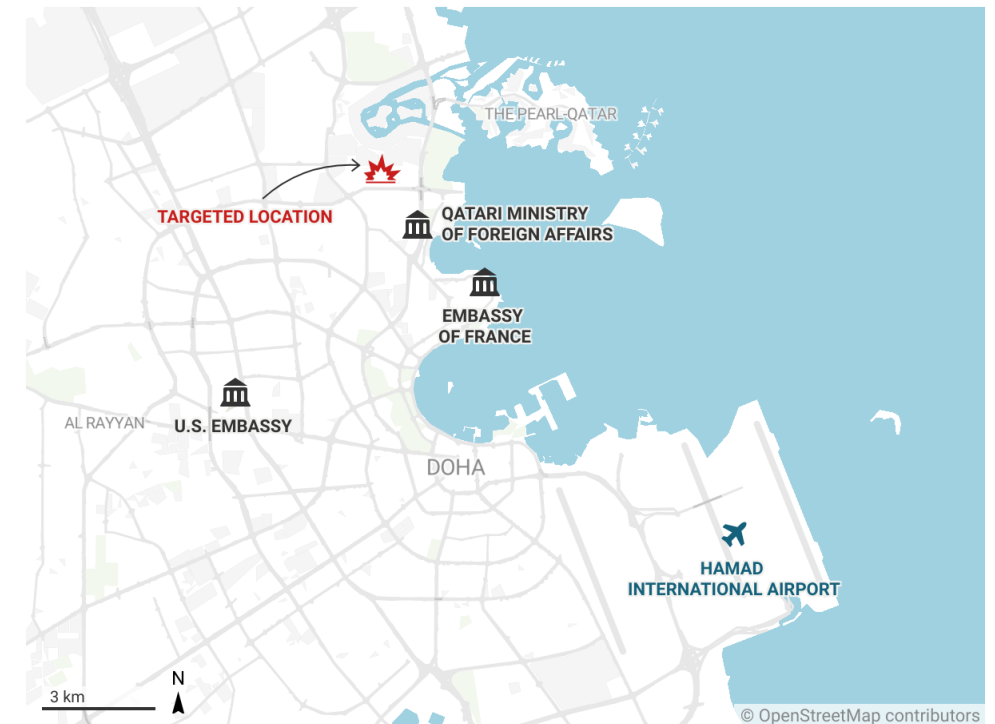 THE PEARL-QATAR
TARGETED LOCATION
QATARI MINISTRY
OF FOREIGN AFFAIRS
EMBASSY
OF FRANCE
AL RAYYAN
U.S. EMBASSY
DOHA
HAMAD
INTERNATIONAL AIRPORT
N
3 km
© OpenStreetMap contributors